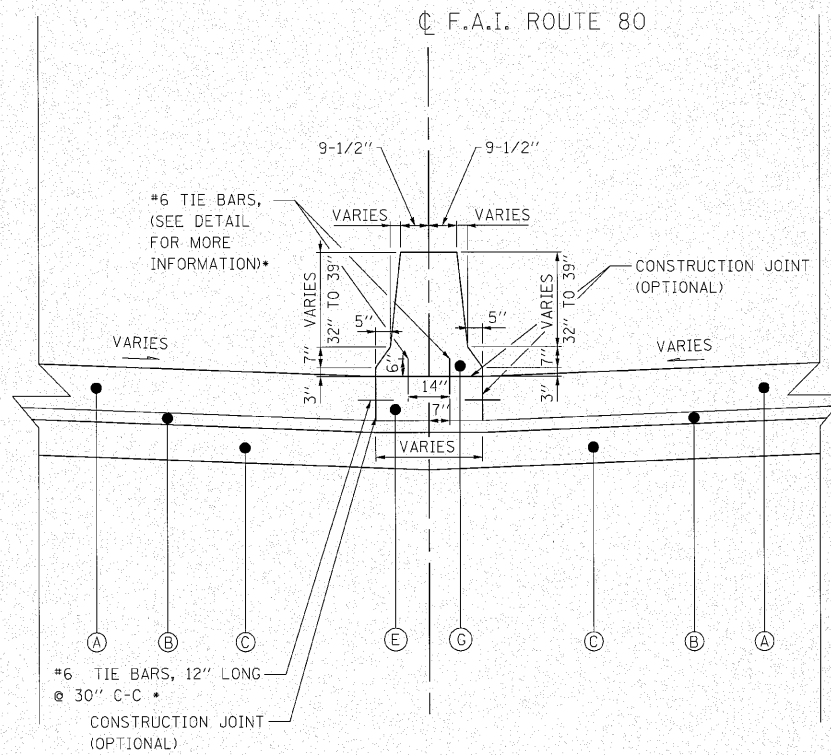 ℄ F.A.I. ROUTE 80
9-1/2"
9-1/2"
#6 TIE BARS,
(SEE DETAIL
FOR MORE
INFORMATION)*
VARIES
VARIES
CONSTRUCTION JOINT
(OPTIONAL)
VARIES
32" TO 39"
VARIES
32" TO 39"
5"
5"
VARIES
VARIES
7"
6"
7"
3"
14"
3"
7"
VARIES
A
B
C
E
G
C
B
A
#6 TIE BARS, 12" LONG
@ 30" C-C *
CONSTRUCTION JOINT
(OPTIONAL)